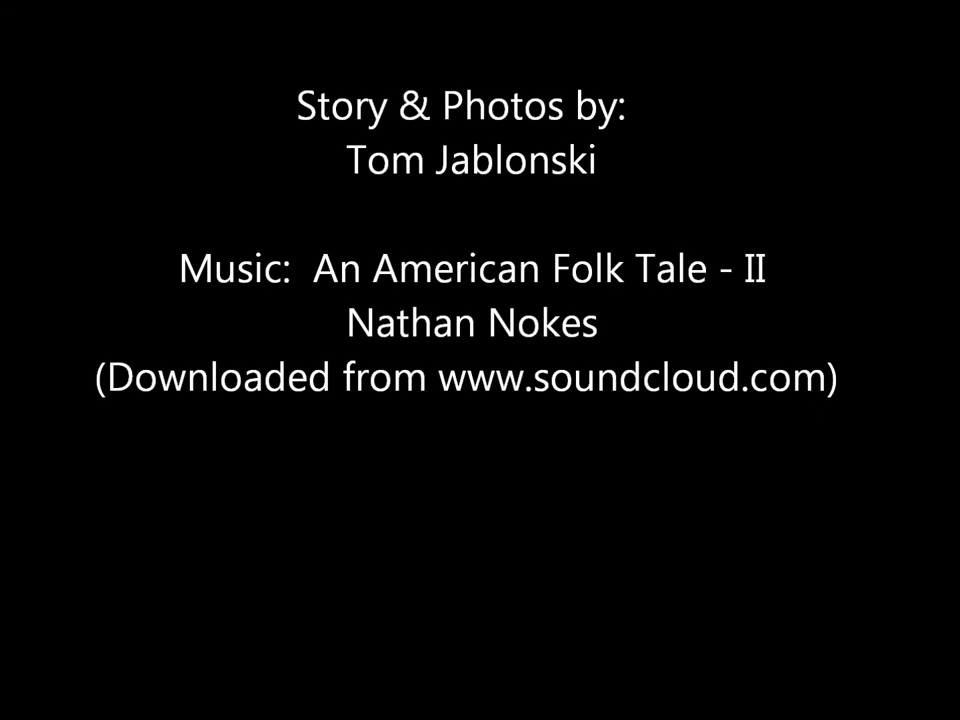 Story & Photos by:
Tom Jablonski
Music:  An American Folk Tale - II
Nathan Nokes
(Downloaded from www.soundcloud.com)